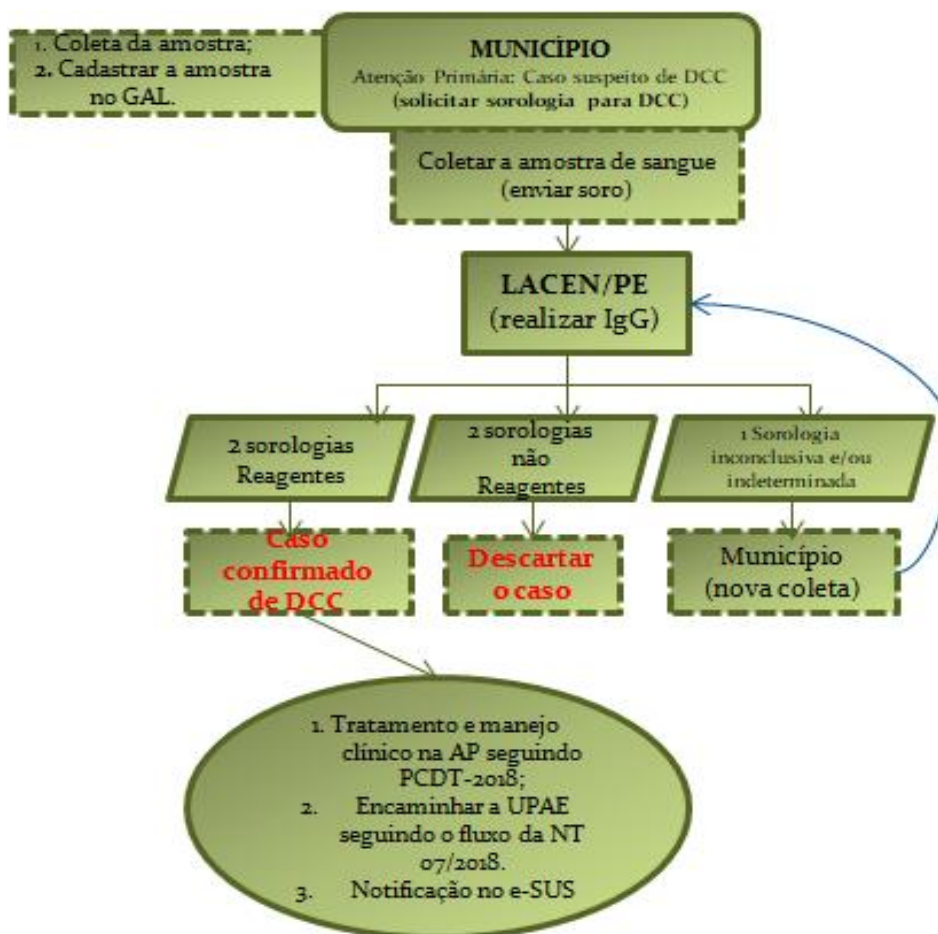 1. Coleta da amostra;
2. Cadastrar a amostra
no GAL.
MUNICÍPIO
Atenção Primária: Caso suspeito de DCC
(solicitar sorologia para DCC)
Coletar a amostra de sangue
(enviar soro)
LACEN/PE
(realizar IgG)
2 sorologias
Reagentes
2 sorologias
não
Reagentes
1 Sorologia
inconclusiva e/ou
indeterminada
Caso
confirmado
de DCC
Descartar
o caso
Município
(nova coleta)
1. Tratamento e manejo
clínico na AP seguindo
PCDT-2018;
2. Encaminhar a UPAE
seguindo o fluxo da NT
07/2018.
3. Notificação no e-SUS